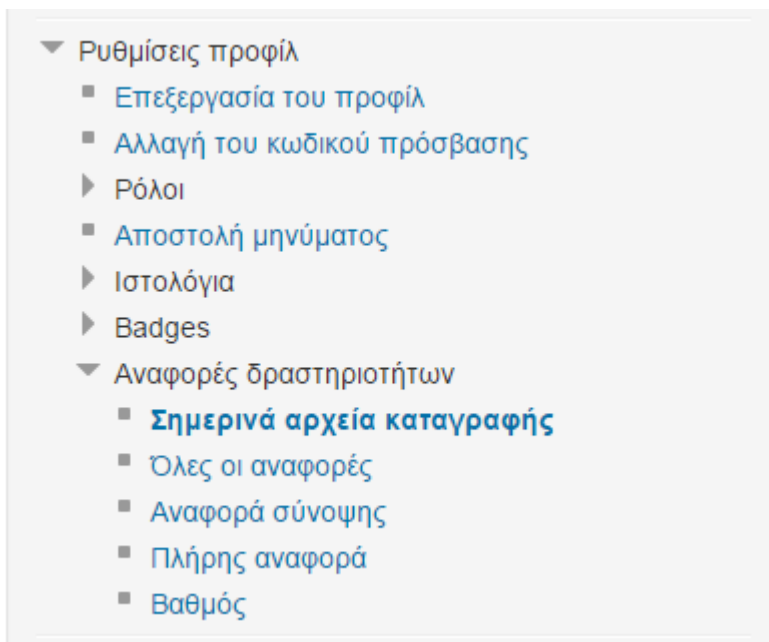 Ρυθμίσεις προφίλ
Επεξεργασία του προφίλ
Αλλαγή του κωδικού πρόσβασης
Ρόλοι
Αποστολή μηνύματος
Ιστολόγια
Badges
Αναφορές δραστηριοτήτων
Σημερινά αρχεία καταγραφής
Όλες οι αναφορές
Αναφορά σύνοψης
Πλήρης αναφορά
Βαθμός